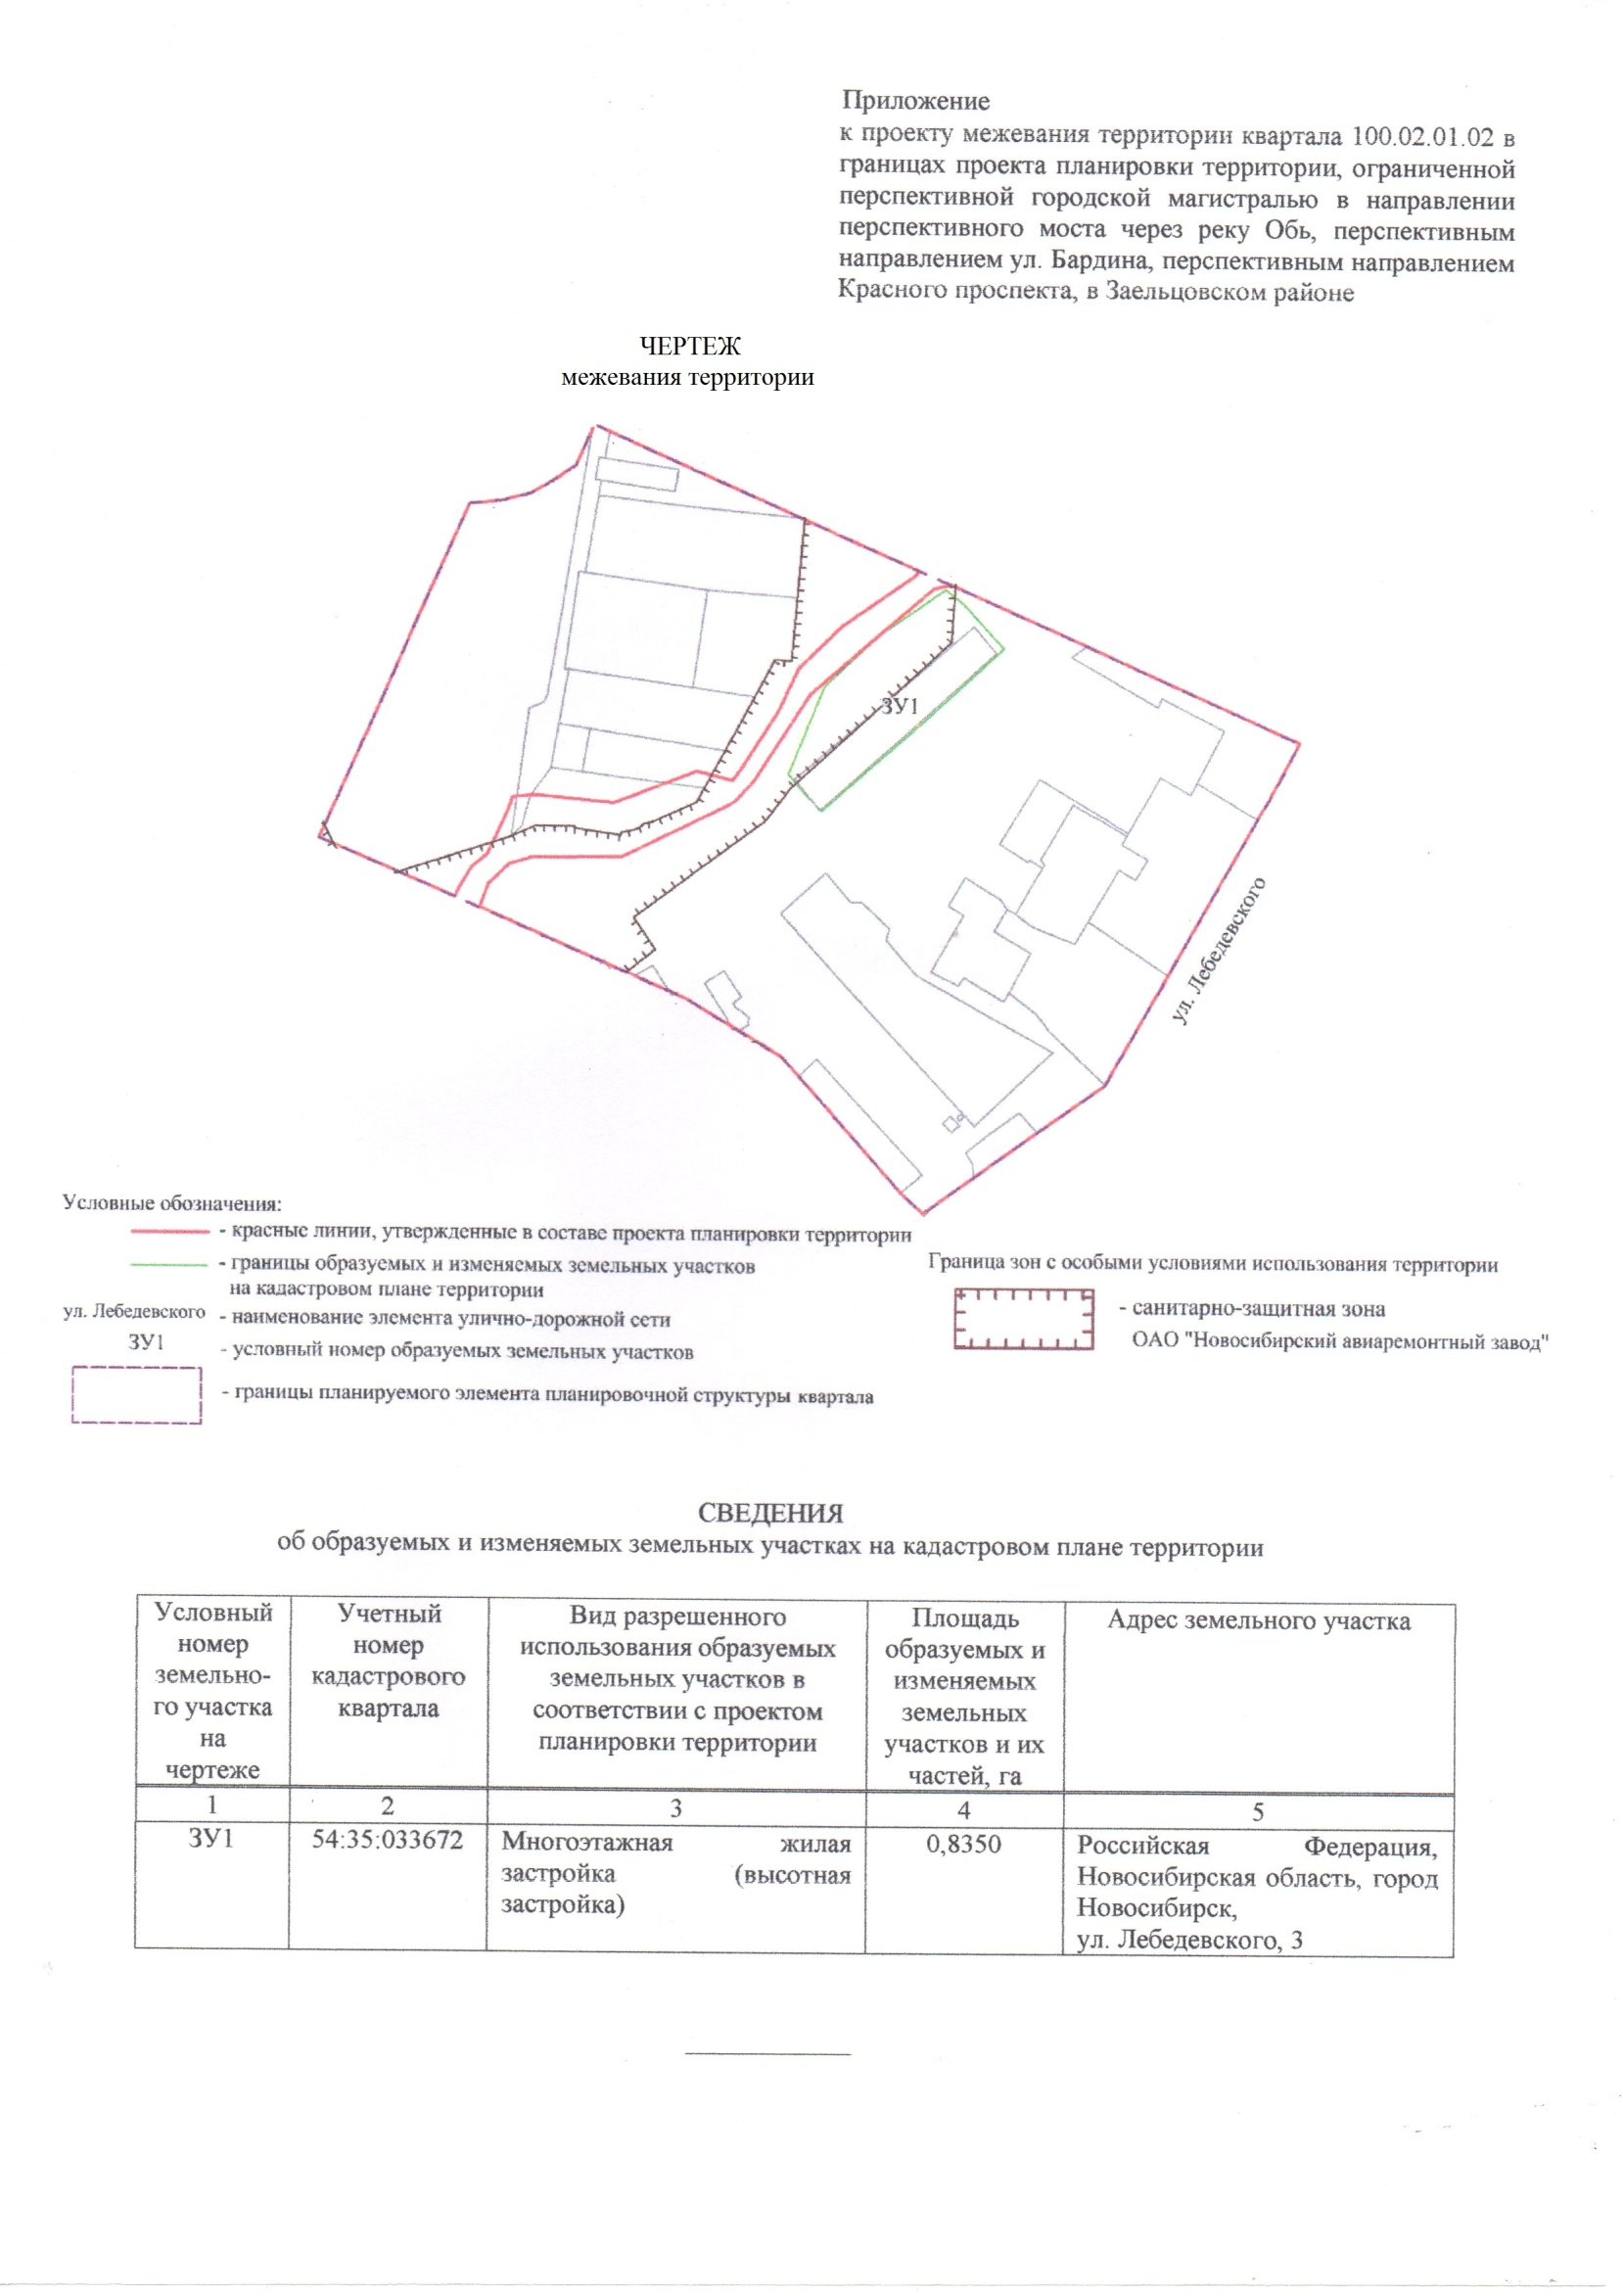 Приложение
к проекту межевания территории квартала 100.02.01.02 в
границах проекта планировки территории, ограниченной
перспективной городской магистралью в направлении
перспективного моста через реку Обь, перспективным
направлением ул. Бардина, перспективным направлением
Красного проспекта, в Заельцовском районе
ЧЕРТЕЖ
межевания территории
ЗУ1
ул. Лебедевского
Условные обозначения:
- красные линии, утвержденные в составе проекта планировки территории
- границы образуемых и изменяемых земельных участков
на кадастровом плане территории
ул. Лебедевского - наименование элемента улично-дорожной сети
ЗУ1 - условный номер образуемых земельных участков
- границы планируемого элемента планировочной структуры квартала
Граница зон с особыми условиями использования территории
- санитарно-защитная зона
ОАО "Новосибирский авиаремонтный завод"
СВЕДЕНИЯ
об образуемых и изменяемых земельных участках на кадастровом плане территории
Условный
номер
земельно-
го участка
на
чертеже
Учетный
номер
кадастрового
квартала
Вид разрешенного
использования образуемых
земельных участков в
соответствии с проектом
планировки территории
Площадь
образуемых и
изменяемых
земельных
участков и их
частей, га
Адрес земельного участка
1 2 3 4 5
ЗУ1
54:35:033672
Многоэтажная жилая
застройка (высотная
застройка)
0,8350
Российская Федерация,
Новосибирская область, город
Новосибирск,
ул. Лебедевского, 3